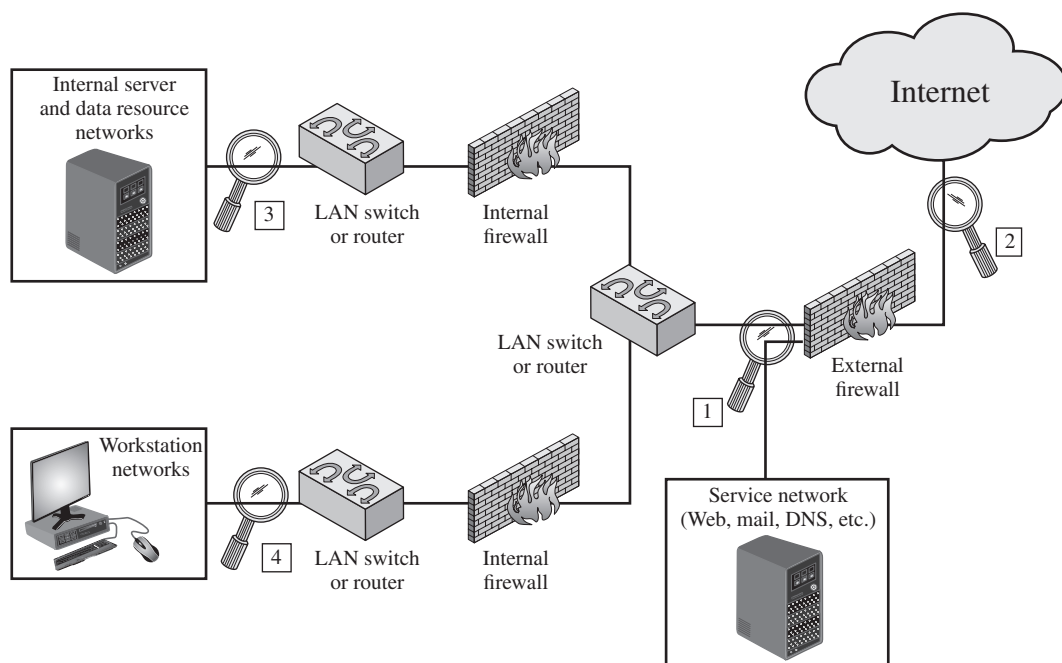 Internal server
and data resource
networks
Internet
3
LAN switch
or router
Internal
firewall
2
LAN switch
or router
External
firewall
1
Workstation
networks
4
LAN switch
or router
Internal
firewall
Service network
(Web, mail, DNS, etc.)